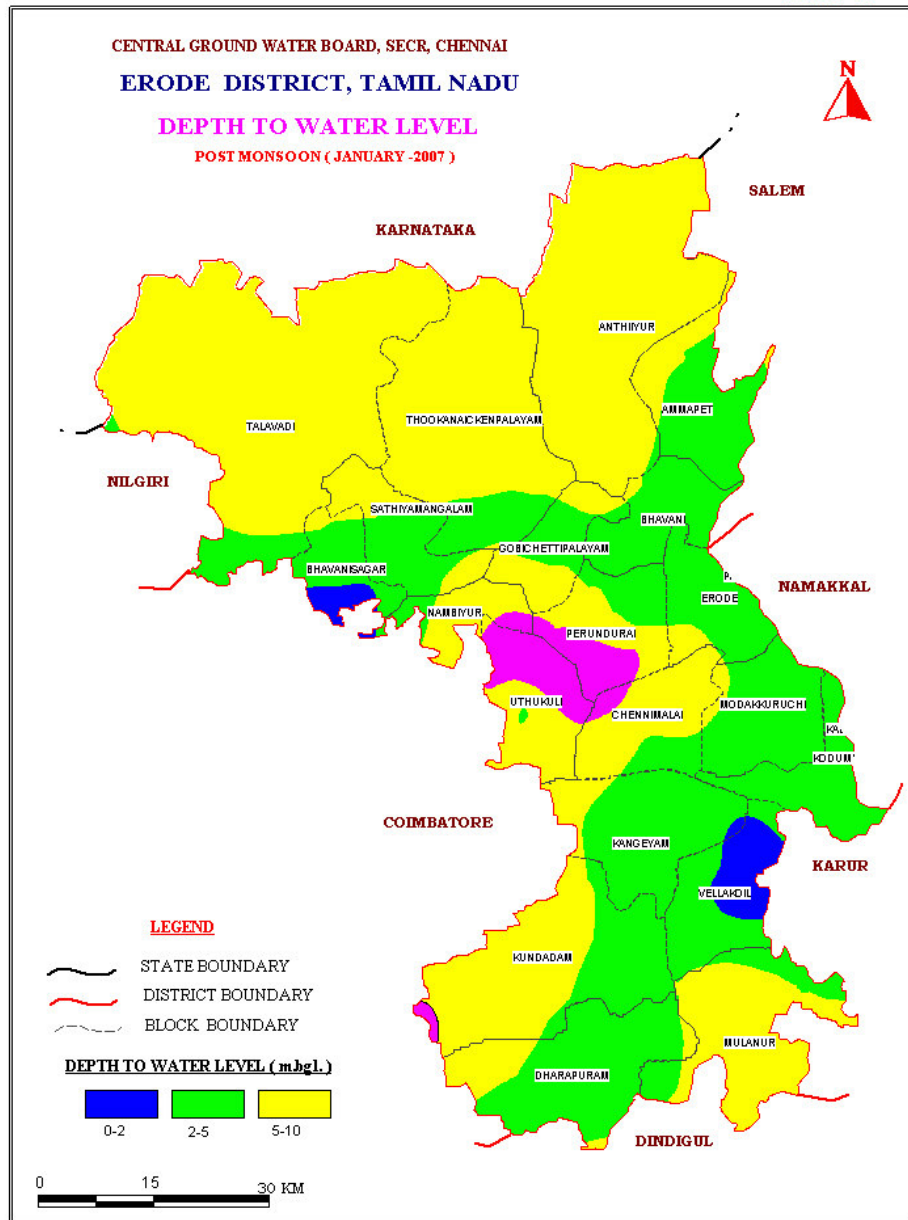 CENTRAL GROUND WATER BOARD, SECR, CHENNAI
ERODE DISTRICT, TAMIL NADU
DEPTH TO WATER LEVEL
POST MONSOON ( JANUARY -2007 )
N
SALEM
KARNATAKA
ANTHIYUR
AMMAPET
THOOKANAICKENPALAYAM
TALAVADI
NILGIRI
SATHIYAMANGALAM
BHAVANI
GOBICHETTIPALAYAM
BHAVANISAGAR
P.
ERODE
NAMAKKAL
NAMBIYUR
PERUNDURAI
UTHUKULI
CHENNIMALAI
MODAKKURUCHI
KA.
KODUM'
COIMBATORE
KANGEYAM
KARUR
VELLAKOIL
KUNDADAM
MULANUR
DHARAPURAM
DINDIGUL
LEGEND
STATE BOUNDARY
DISTRICT BOUNDARY
BLOCK BOUNDARY
DEPTH TO WATER LEVEL ( m.bgl. )
0-2 2-5 5-10
0 15 30 KM